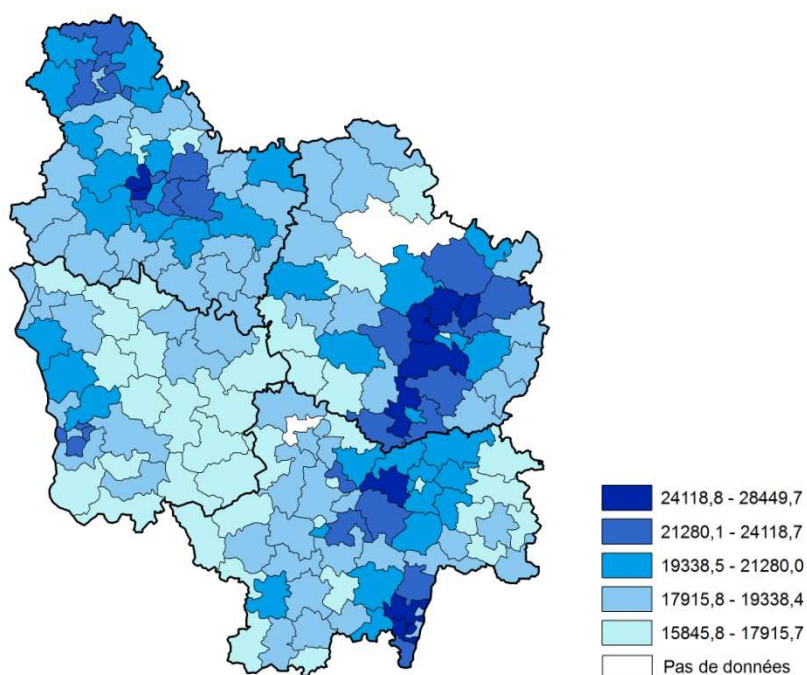 24118,8 - 28449,7
21280,1 - 24118,7
19338,5 - 21280,0
17915,8 - 19338,4
15845,8 - 17915,7
Pas de données